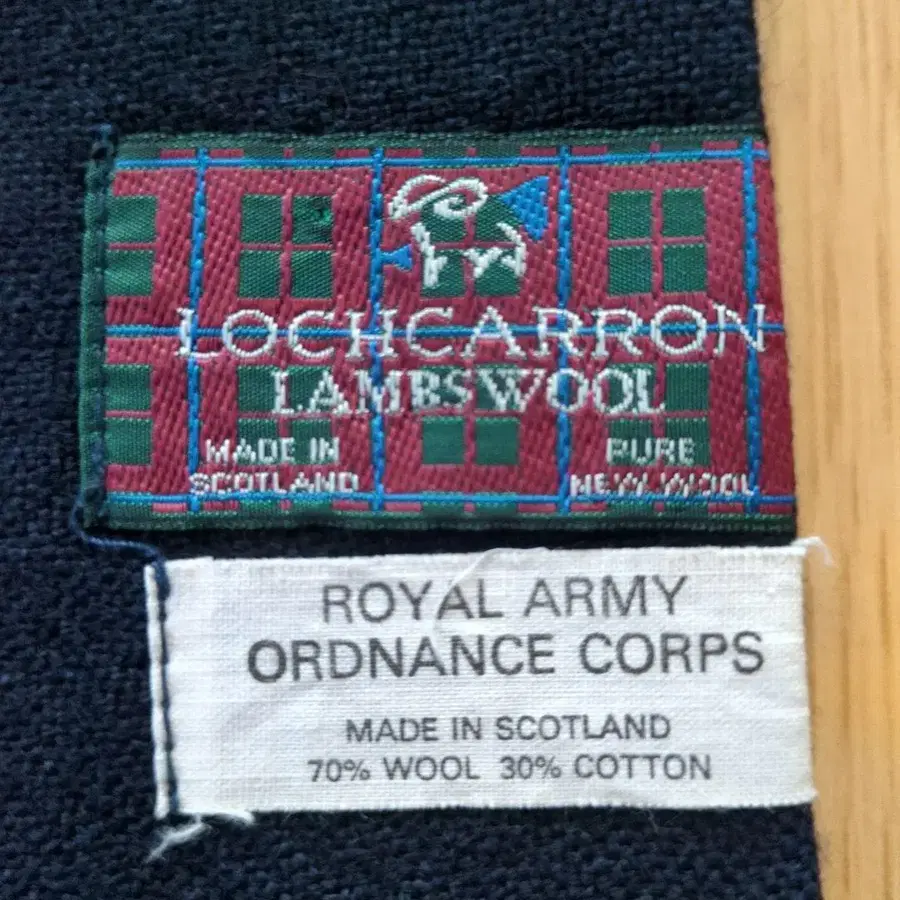 LOCHCARRON
LAMBSWOOL
MADE IN
SCOTLAND
PURE
NEW WOOL
ROYAL ARMY
ORDNANCE CORPS
MADE IN SCOTLAND
70% WOOL 30% COTTON